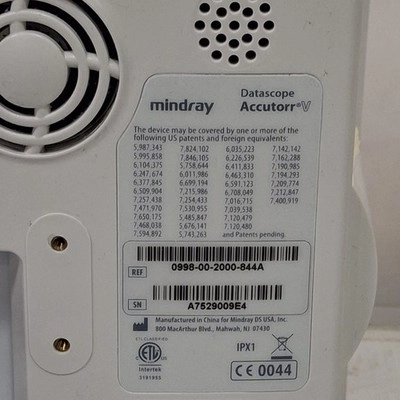 mindray Datascope
Accutorr®V
The device may be covered by one or more of the
following US patents and foreign equivalents:
5,987,343 7,824,102 6,035,223 7,142,142
5,995,858 7,846,105 6,226,539 7,162,288
6,104,375 5,758,644 6,411,833 7,190,985
6,247,674 6,011,986 6,463,310 7,194,293
6,377,845 6,699,194 6,591,123 7,209,774
6,509,904 7,215,986 6,708,049 7,212,847
7,257,438 7,254,433 7,016,715 7,400,919
7,471,970 7,530,955 7,039,538
7,650,175 5,485,847 7,120,479
7,468,038 5,676,141 7,120,480
7,594,892 5,743,263 and Patents pending.
REF 0998-00-2000-844A
SN A7529009E4
Manufactured in China for Mindray DS USA, Inc.
800 MacArthur Blvd., Mahwah, NJ 07430
ETL CLASSIFIED
ETL
Intertek
3191955
IPX1
CE 0044